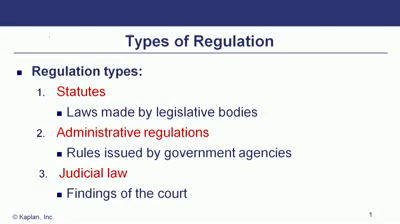 Types of Regulation
■ Regulation types:
1. Statutes
■ Laws made by legislative bodies
2. Administrative regulations
■ Rules issued by government agencies
3. Judicial law
■ Findings of the court
© Kaplan, Inc.
1